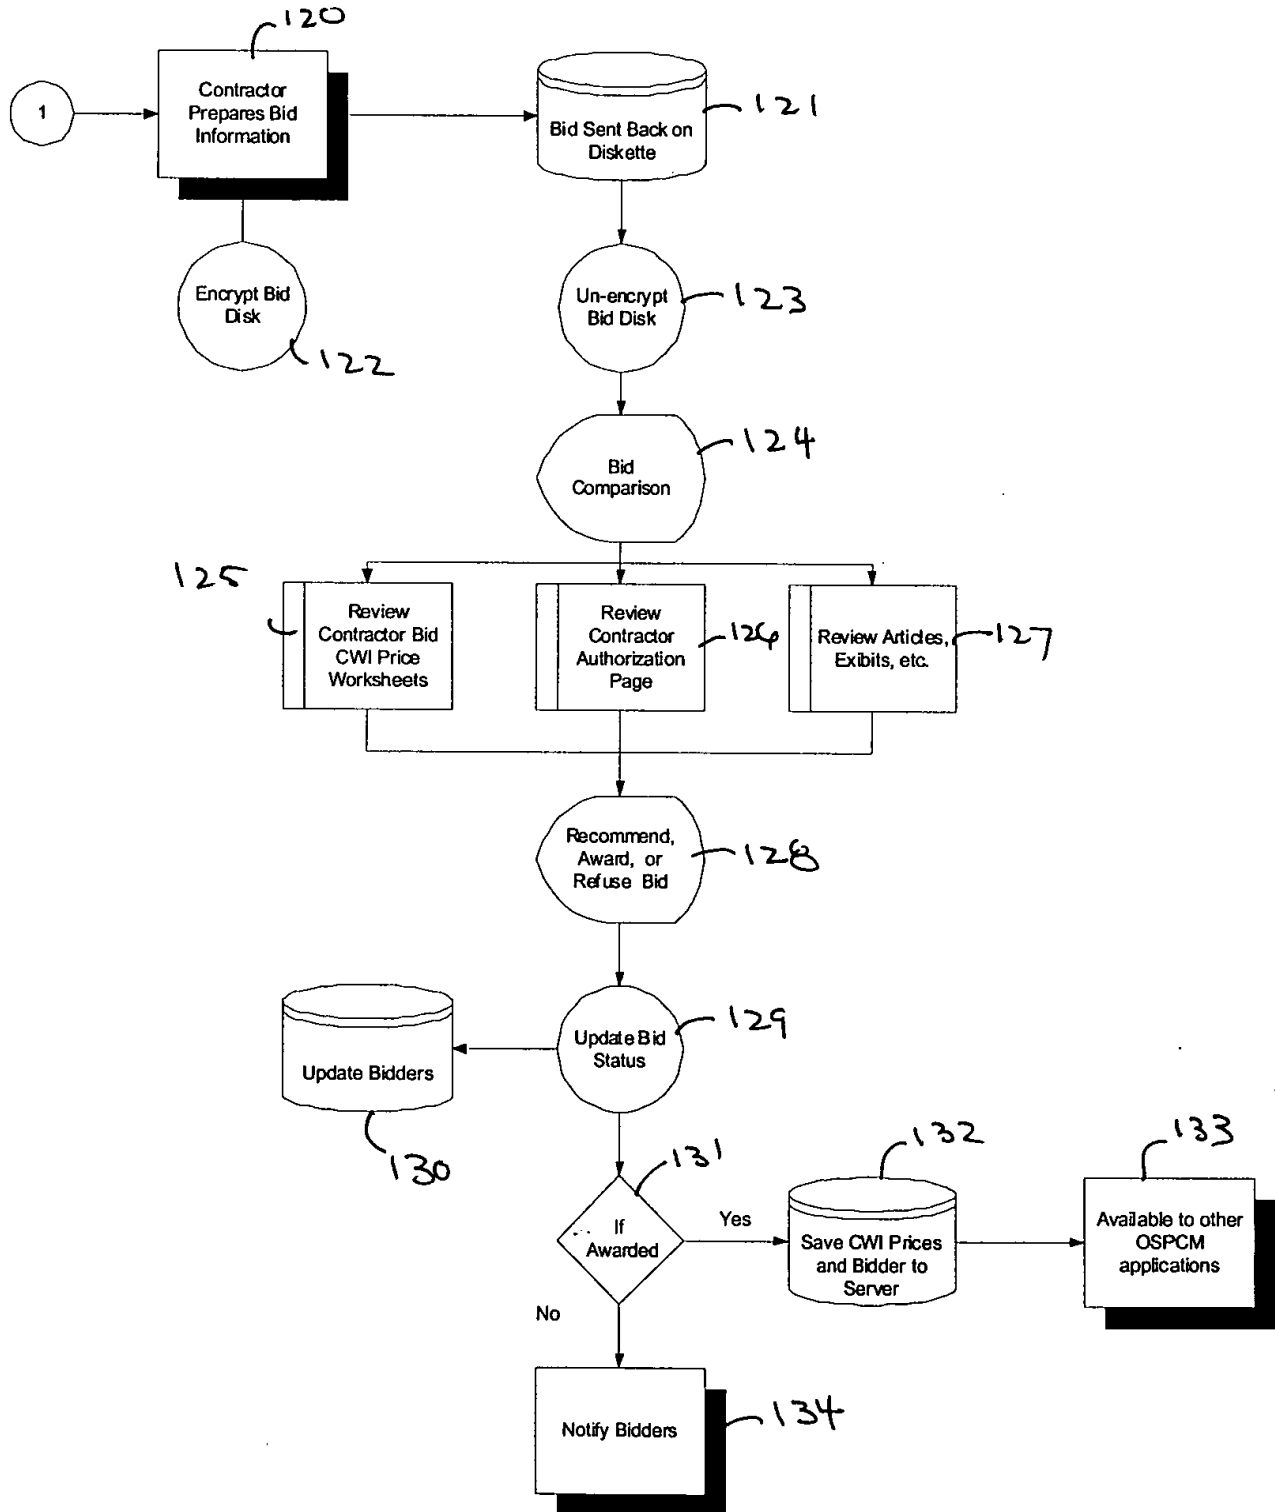 120
1
Contractor
Prepares Bid
Information
Bid Sent Back on
Diskette
121
Encrypt Bid
Disk
122
Un-encrypt
Bid Disk
123
Bid
Comparison
124
125
Review
Contractor Bid
CWI Price
Worksheets
Review
Contractor
Authorization
Page
126
Review Articles,
Exibits, etc.
127
Recommend,
Award, or
Refuse Bid
128
Update Bid
Status
129
Update Bidders
130
131
If
Awarded
Yes
No
132
Save CWI Prices
and Bidder to
Server
133
Available to other
OSPCM
applications
Notify Bidders
134